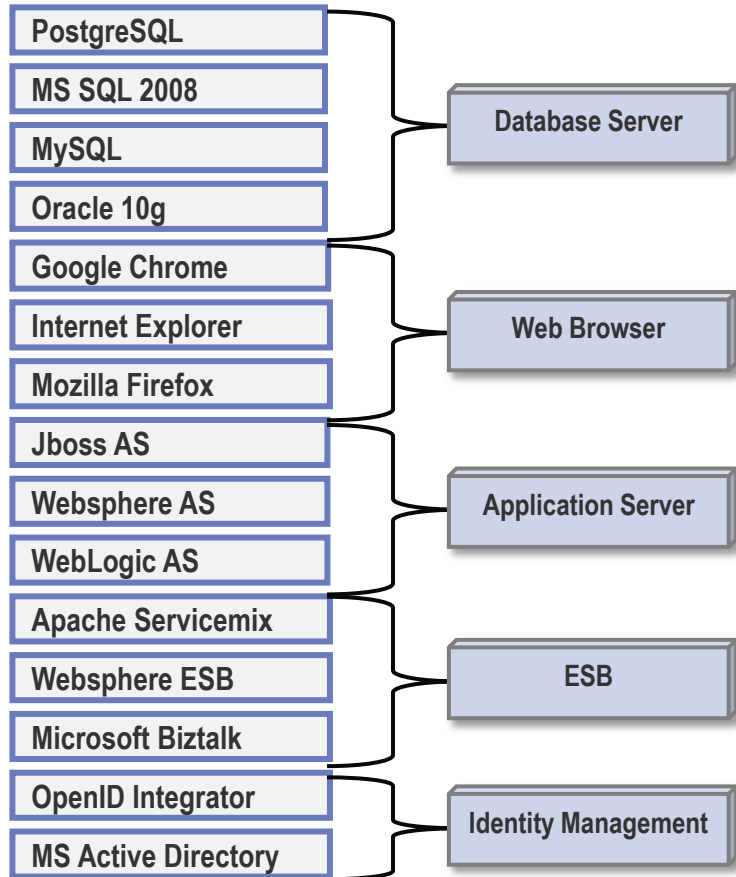 PostgreSQL
MS SQL 2008
MySQL
Oracle 10g
Database Server
Google Chrome
Internet Explorer
Mozilla Firefox
Web Browser
Jboss AS
Websphere AS
WebLogic AS
Application Server
Apache Servicemix
Websphere ESB
Microsoft Biztalk
ESB
OpenID Integrator
MS Active Directory
Identity Management